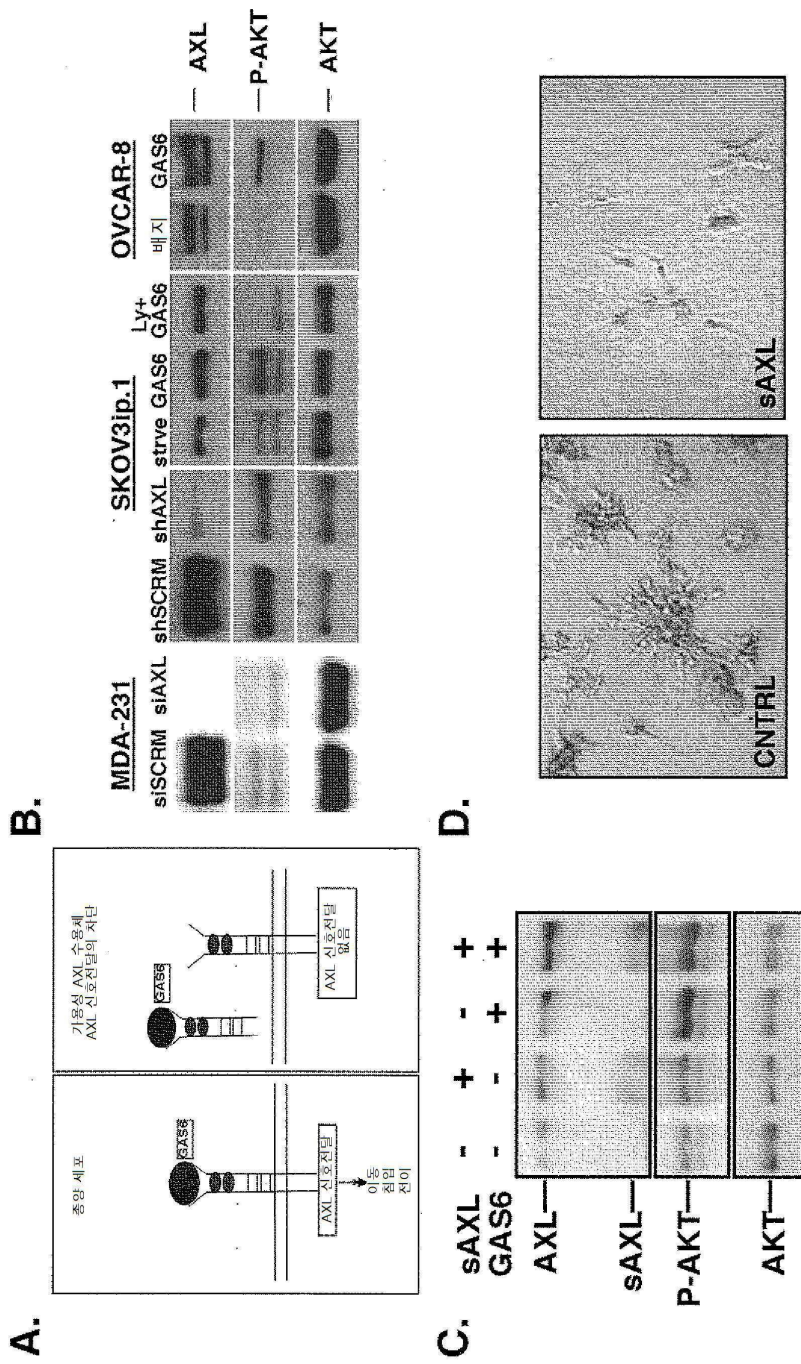 A.
종양 세포
GAS6
AXL 신호전달
이동
침입
전이
가용성 AXL 수용체,
AXL 신호전달의 차단
GAS6
AXL 신호전달
없음
B.
MDA-231
SKOV3ip.1
OVCAR-8
siSCRM siAXL shSCRM shAXL strve GAS6 Ly+ GAS6 배지 GAS6
AXL
P-AKT
AKT
C.
sAXL - + - +
GAS6 - - + +
AXL
sAXL
P-AKT
AKT
D.
CNTRL
sAXL